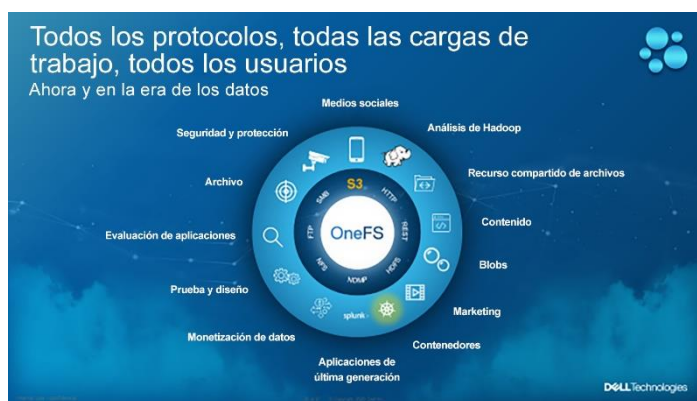 Todos los protocolos, todas las cargas de
trabajo, todos los usuarios
Ahora y en la era de los datos
Medios sociales
Seguridad y protección
Análisis de Hadoop
Archivo
Recurso compartido de archivos
Evaluación de aplicaciones
Contenido
Blobs
Prueba y diseño
Marketing
Monetización de datos
Contenedores
Aplicaciones de
última generación
S3
HTTP
REST
HDFS
NDMP
NFS
FTP
SMB
OneFS
splunk>
DELLTechnologies